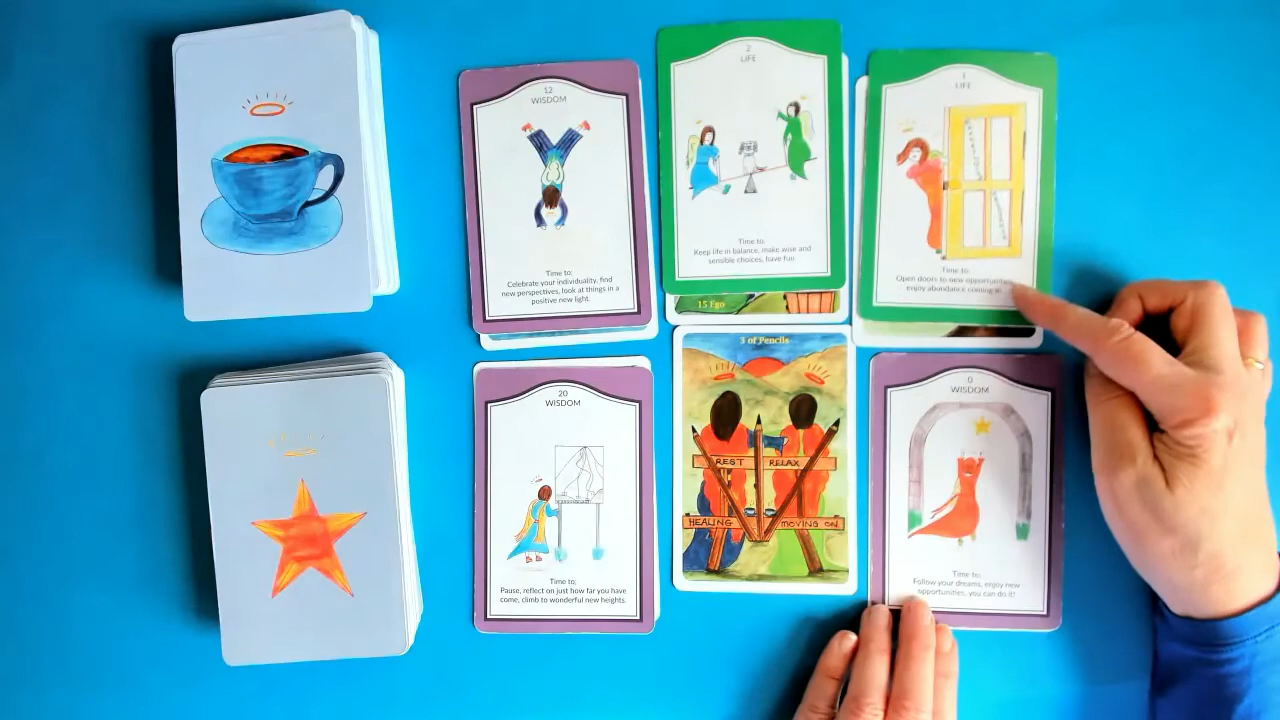 12
WISDOM
Time to:
Celebrate your individuality, find
new perspectives, look at things in a
positive new light.
2
LIFE
Time to:
Keep life in balance, make wise and
sensible choices, have fun
15 Ego
1
LIFE
Time to:
Open doors to new opportunities
enjoy abundance coming
20
WISDOM
Time to:
Pause, reflect on just how far you have
come, climb to wonderful new heights.
3 of Pencils
REST RELAX
HEALING MOVING ON
0
WISDOM
Time to:
Follow your dreams, enjoy new
opportunities, you can do it!